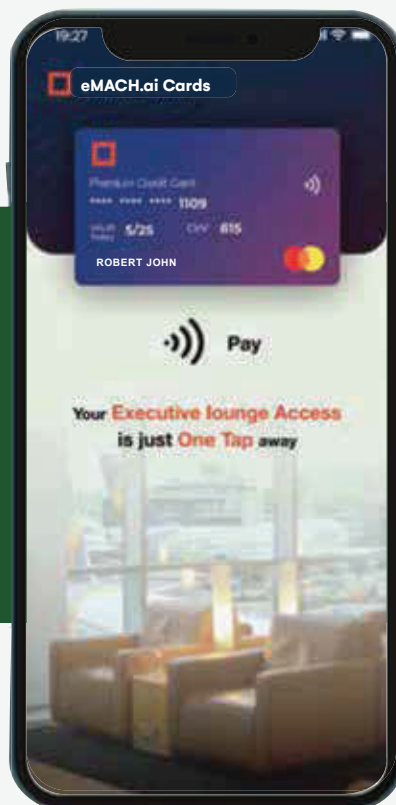 19:27
eMACH.ai Cards
Premium Credit Card
**** **** **** 1109
5/25 CVV 615
ROBERT JOHN
Pay
Your Executive lounge Access
is just One Tap away